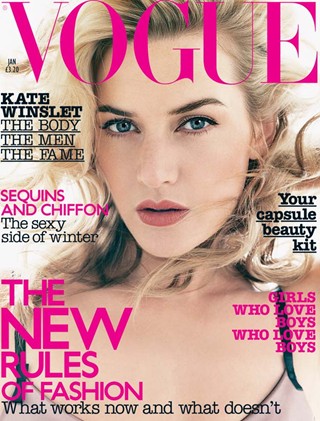 VOGUE
JAN
£3.20
KATE
WINSLET
THE BODY
THE MEN
THE FAME
SEQUINS
AND CHIFFON
The sexy
side of winter
Your
capsule
beauty
kit
THE
NEW
RULES
OF FASHION
What works now and what doesn't
GIRLS
WHO LOVE
BOYS
WHO LOVE
BOYS